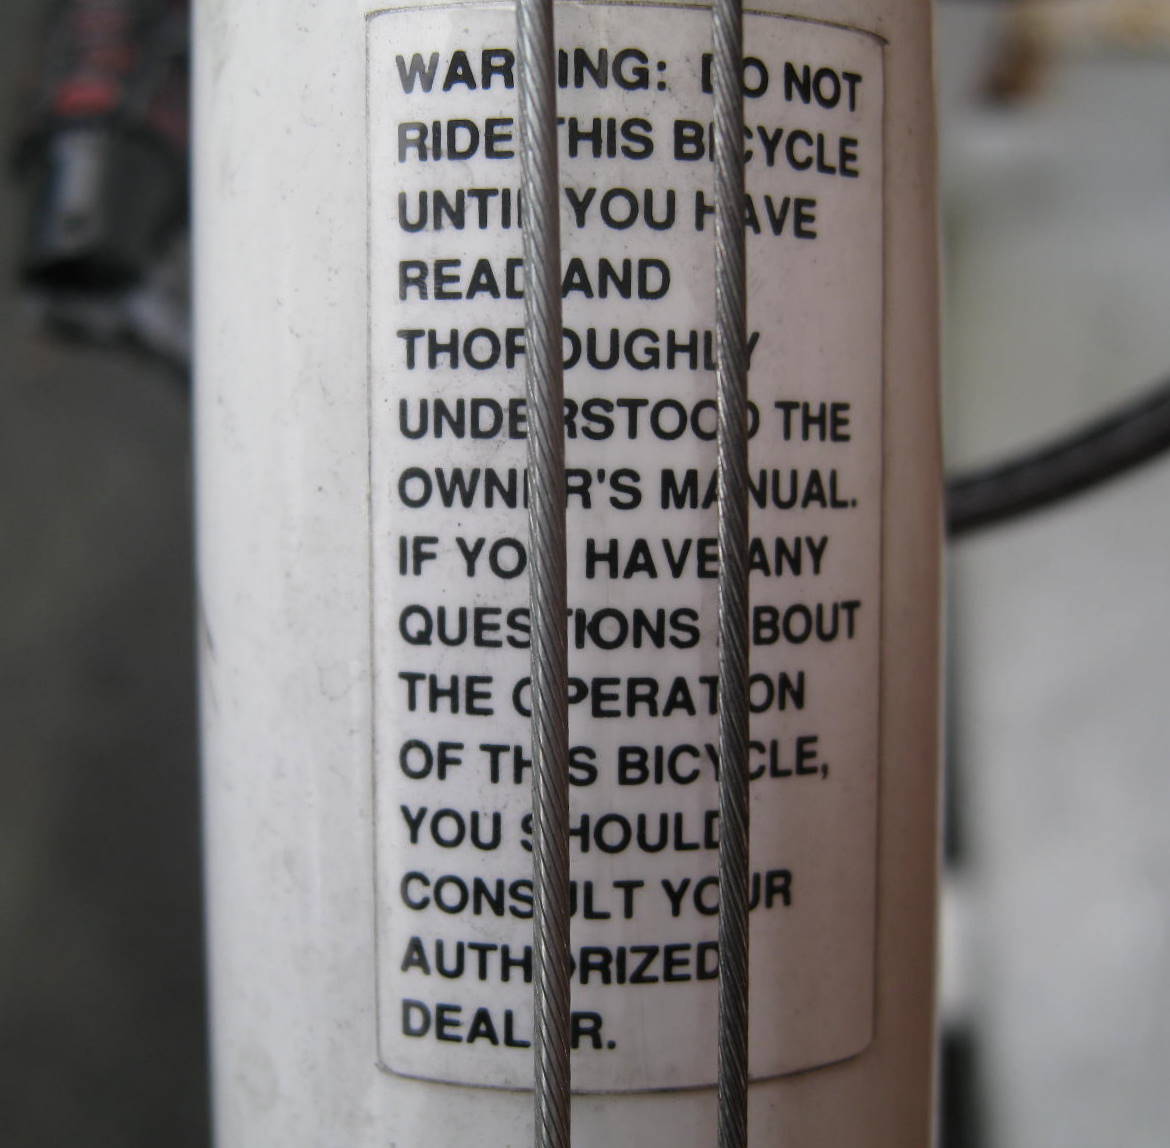 WARNING: DO NOT
RIDE THIS BICYCLE
UNTIL YOU HAVE
READ AND
THOROUGHLY
UNDERSTOOD THE
OWNER'S MANUAL.
IF YOU HAVE ANY
QUESTIONS ABOUT
THE OPERATION
OF THIS BICYCLE,
YOU SHOULD
CONSULT YOUR
AUTHORIZED
DEALER.